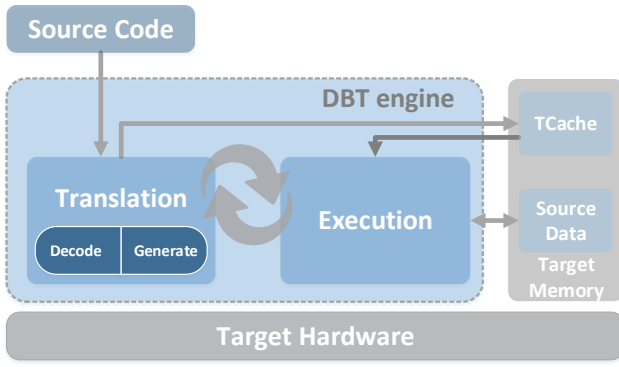 Source Code
DBT engine
TCache
Translation
Decode
Generate
Execution
Source
Data
Target
Memory
Target Hardware